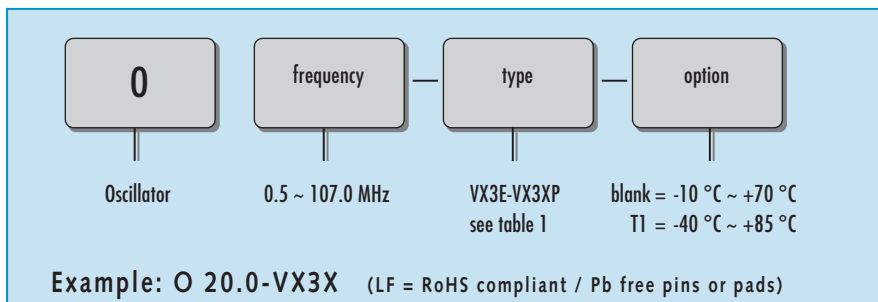 O
frequency
—
type
—
option
Oscillator
0.5 ~ 107.0 MHz
VX3E-VX3XP
see table 1
blank = -10 °C ~ +70 °C
T1 = -40 °C ~ +85 °C
Example: O 20.0-VX3X (LF = RoHS compliant / Pb free pins or pads)